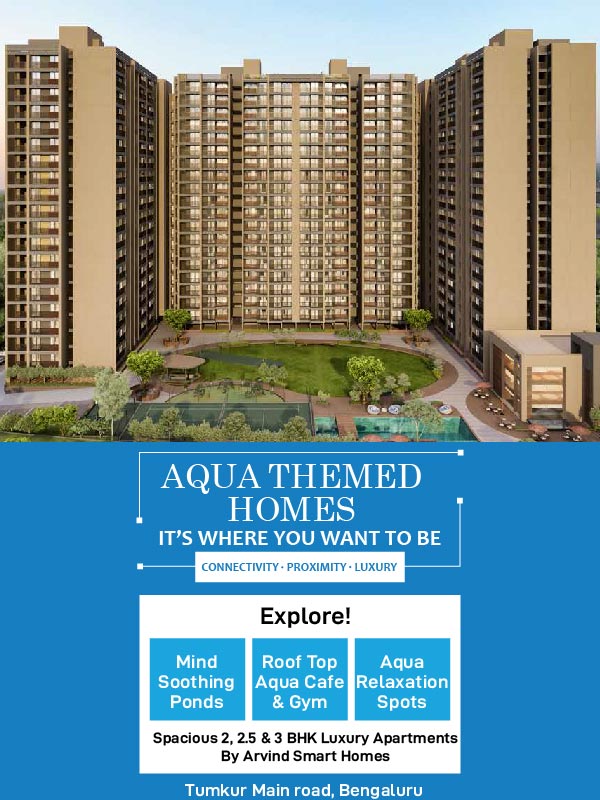 AQUA THEMED
HOMES
IT'S WHERE YOU WANT TO BE
CONNECTIVITY · PROXIMITY · LUXURY
Explore!
Mind
Soothing
Ponds
Roof Top
Aqua Cafe
& Gym
Aqua
Relaxation
Spots
Spacious 2, 2.5 & 3 BHK Luxury Apartments
By Arvind Smart Homes
Tumkur Main road, Bengaluru